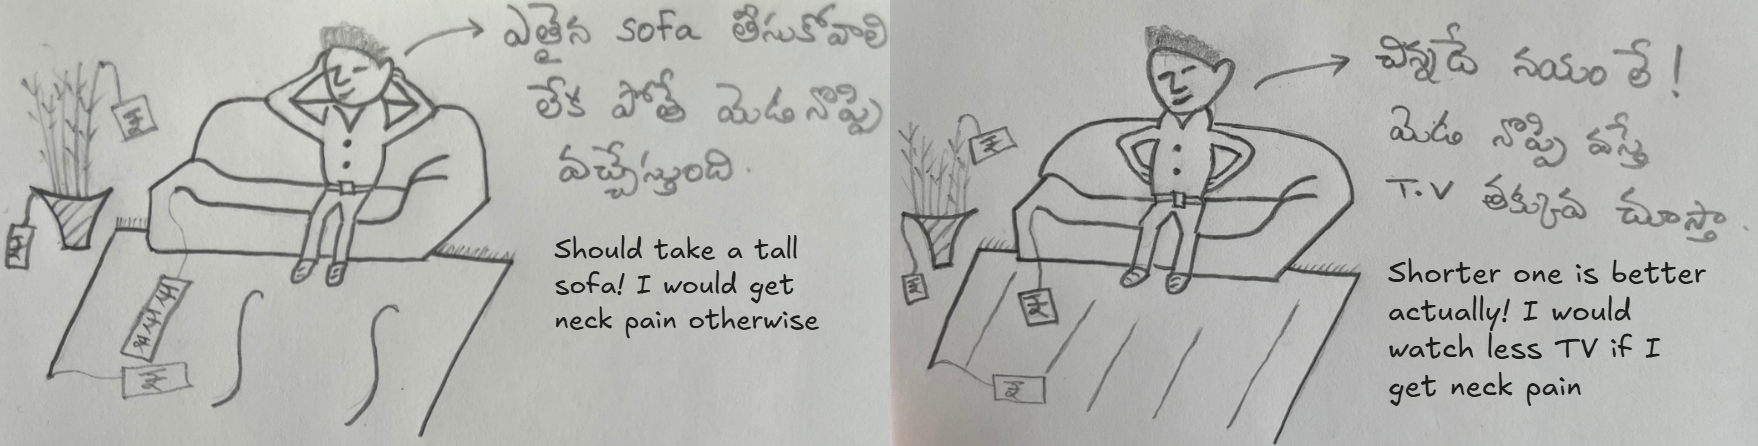 ఎత్తైన sofa తీసుకోవాలి
లేక పోతే మెడ నొప్పి
వచ్చేస్తుంది.
Should take a tall
sofa! I would get
neck pain otherwise
₹
₹
₹₹₹
₹
చిన్నదే నయం లే!
మెడ నొప్పి వస్తే
T.V తక్కువ చూస్తా.
Shorter one is better
actually! I would
watch less TV if I
get neck pain
₹
₹
₹
₹